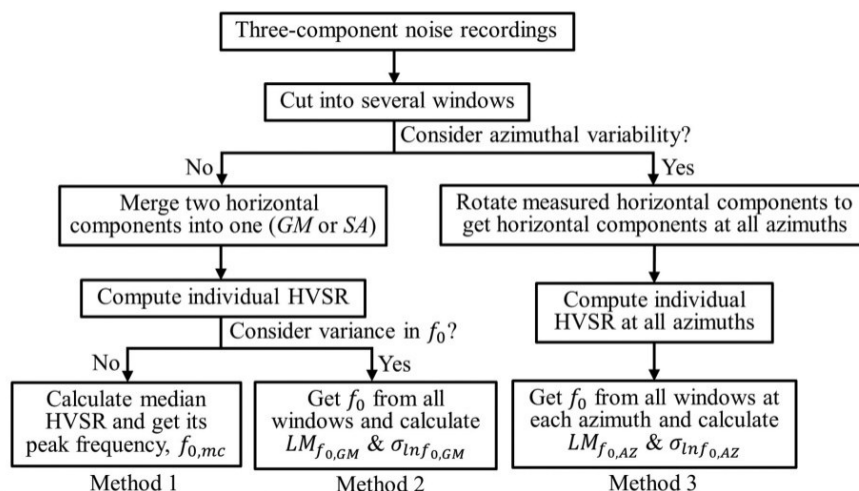 Three-component noise recordings
Cut into several windows
Consider azimuthal variability?
No
Yes
Merge two horizontal
components into one (GM or SA)
Rotate measured horizontal components to
get horizontal components at all azimuths
Compute individual HVSR
Compute individual
HVSR at all azimuths
Consider variance in f₀?
No
Yes
Calculate median
HVSR and get its
peak frequency, f₀,mc
Get f₀ from all
windows and calculate
LM_f₀,GM & σ_lnf₀,GM
Get f₀ from all windows at
each azimuth and calculate
LM_f₀,AZ & σ_lnf₀,AZ
Method 1
Method 2
Method 3